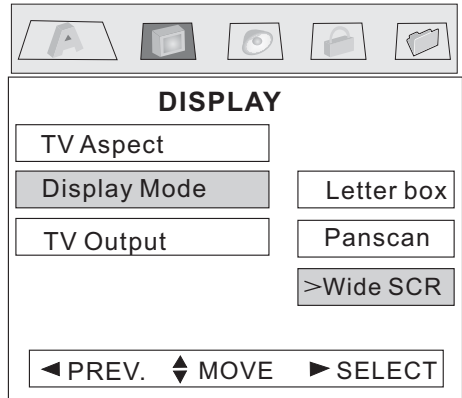 A
DISPLAY
TV Aspect
Display Mode
Letter box
TV Output
Panscan
>Wide SCR
◄ PREV. ▲▼ MOVE ► SELECT